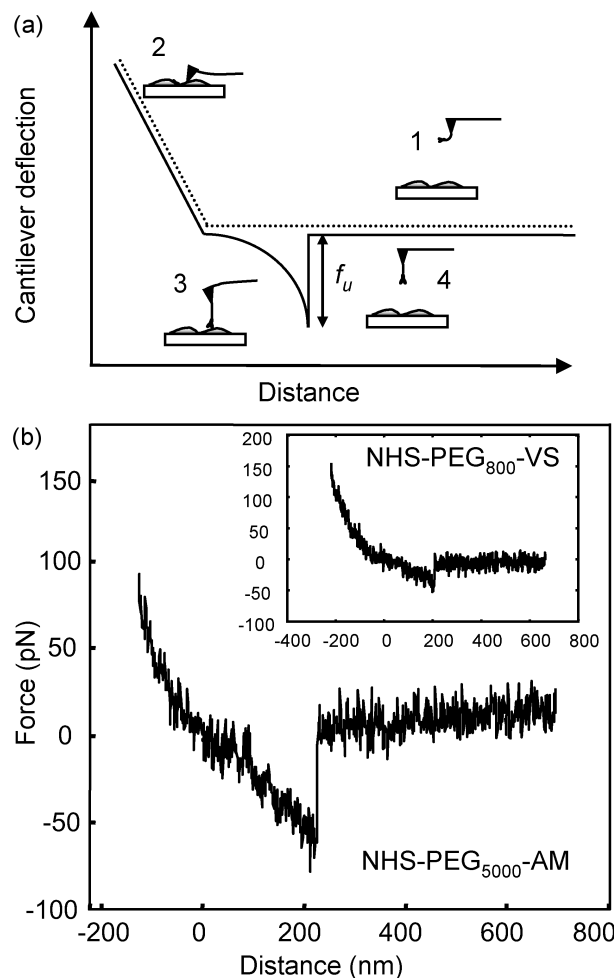 (a)
Cantilever deflection
2
1
3
f_u
4
Distance
(b)
Force (pN)
150
100
50
0
-50
-100
200
150
100
50
0
-50
-100
NHS-PEG800-VS
-400 -200 0 200 400 600 800
NHS-PEG5000-AM
-200 0 200 400 600 800
Distance (nm)